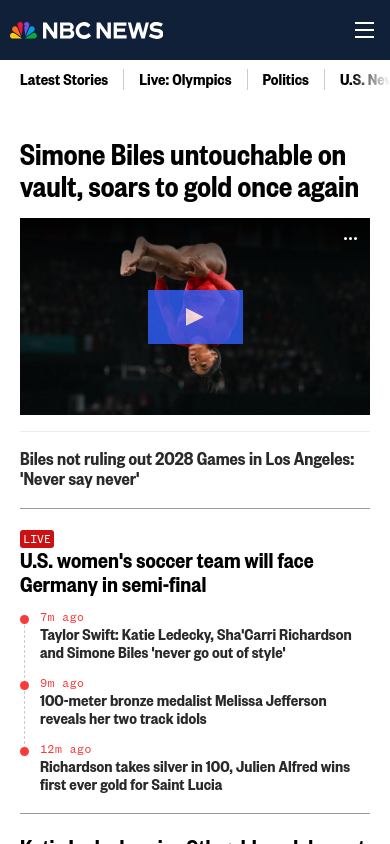 NBC NEWS
Latest Stories
Live: Olympics
Politics
U.S. New
Simone Biles untouchable on
vault, soars to gold once again
Biles not ruling out 2028 Games in Los Angeles:
'Never say never'
LIVE
U.S. women's soccer team will face
Germany in semi-final
7m ago
Taylor Swift: Katie Ledecky, Sha'Carri Richardson
and Simone Biles 'never go out of style'
9m ago
100-meter bronze medalist Melissa Jefferson
reveals her two track idols
12m ago
Richardson takes silver in 100, Julien Alfred wins
first ever gold for Saint Lucia